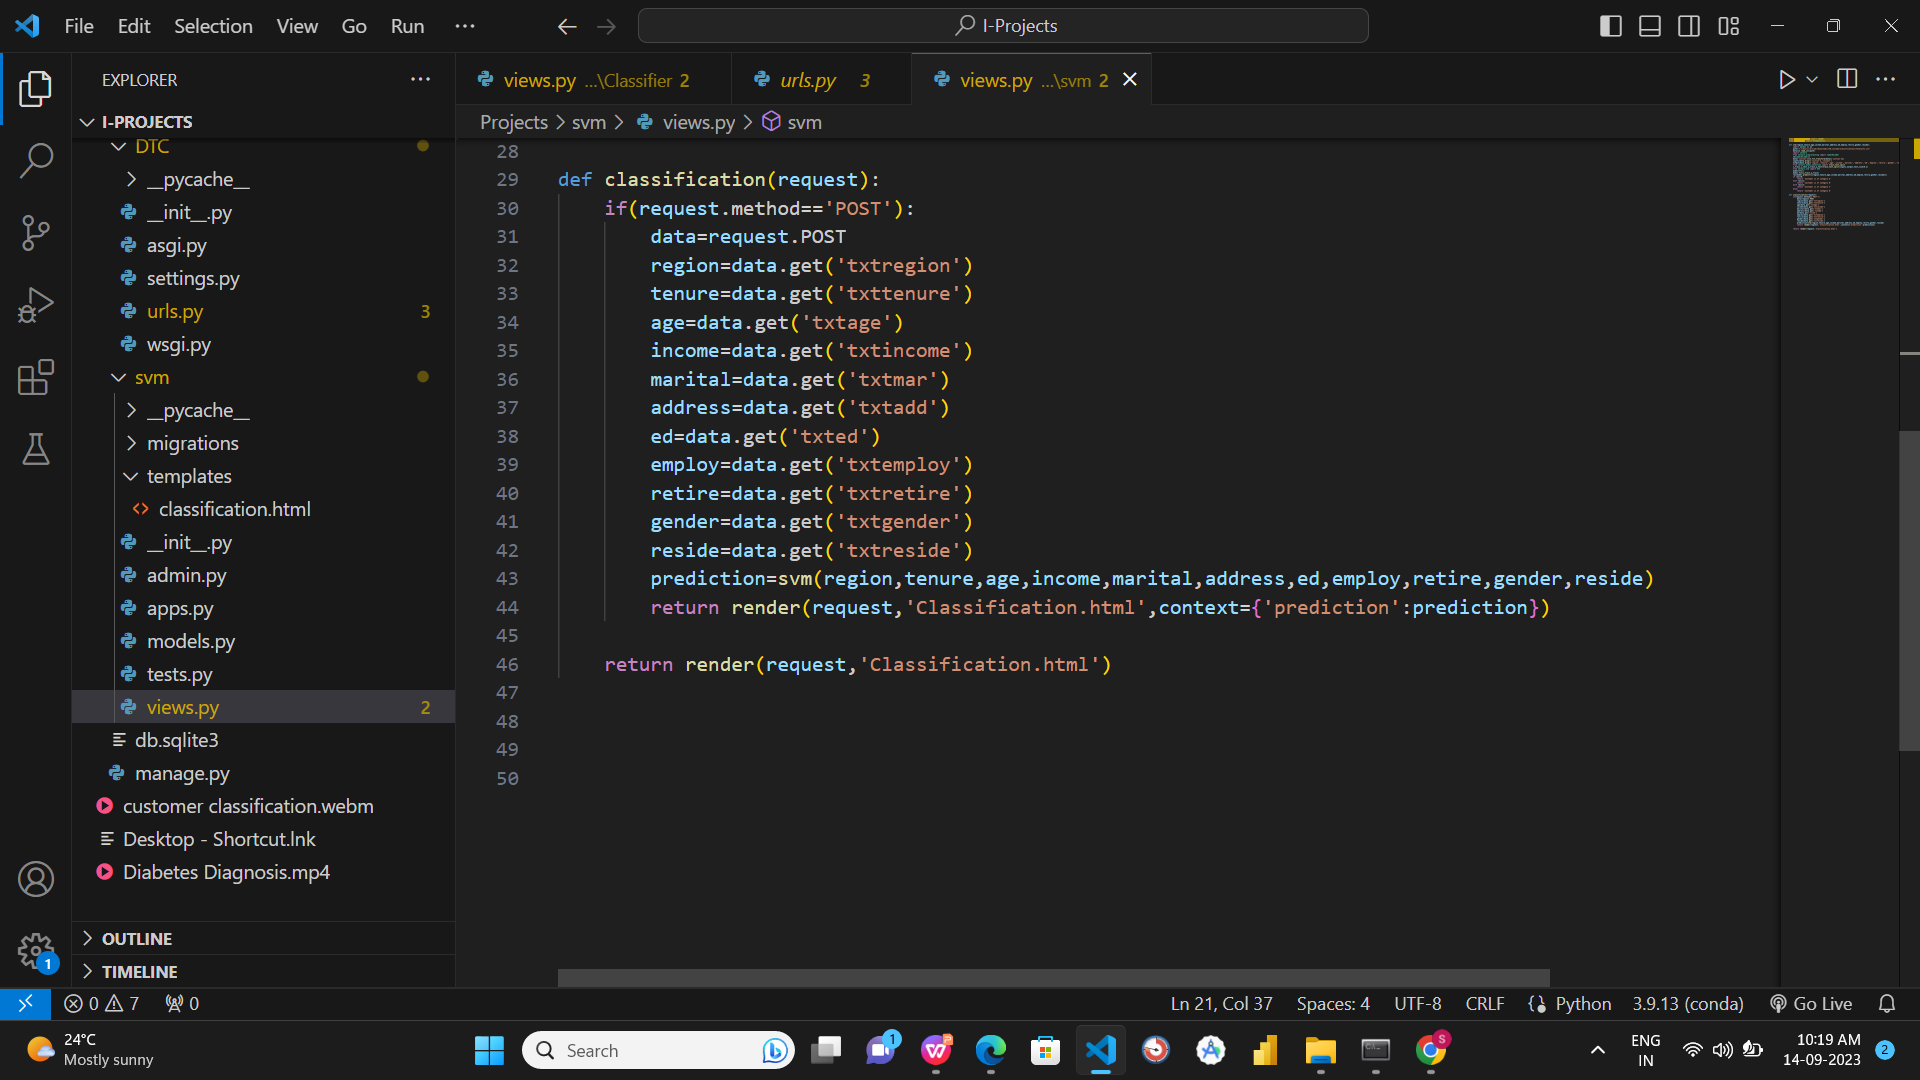 File Edit Selection View Go Run ··· I-Projects
EXPLORER ···
views.py ...\Classifier 2 urls.py 3 views.py ...\svm 2
Projects > svm > views.py > svm
I-PROJECTS
DTC
__pycache__
__init__.py
asgi.py
settings.py
urls.py 3
wsgi.py
svm
__pycache__
migrations
templates
classification.html
__init__.py
admin.py
apps.py
models.py
tests.py
views.py 2
db.sqlite3
manage.py
customer classification.webm
Desktop - Shortcut.lnk
Diabetes Diagnosis.mp4
OUTLINE
TIMELINE
1
28
29 def classification(request):
30 if(request.method=='POST'):
31 data=request.POST
32 region=data.get('txtregion')
33 tenure=data.get('txttenure')
34 age=data.get('txtage')
35 income=data.get('txtincome')
36 marital=data.get('txtmar')
37 address=data.get('txtadd')
38 ed=data.get('txted')
39 employ=data.get('txtemploy')
40 retire=data.get('txtretire')
41 gender=data.get('txtgender')
42 reside=data.get('txtreside')
43 prediction=svm(region,tenure,age,income,marital,address,ed,employ,retire,gender,reside)
44 return render(request,'Classification.html',context={'prediction':prediction})
45
46 return render(request,'Classification.html')
47
48
49
50
0 7 0 Ln 21, Col 37 Spaces: 4 UTF-8 CRLF Python 3.9.13 (conda) Go Live
24°C
Mostly sunny
Search
1
S
ENG
IN
10:19 AM
14-09-2023
2